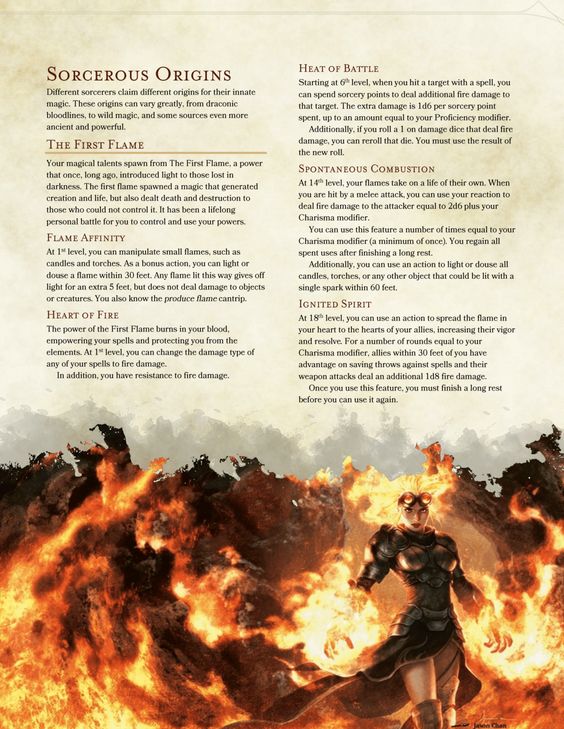 Sorcerous Origins
Different sorcerers claim different origins for their innate
magic. These origins can vary greatly, from draconic
bloodlines, to wild magic, and some sources even more
ancient and powerful.
The First Flame
Your magical talents spawn from The First Flame, a power
that once, long ago, introduced light to those lost in
darkness. The first flame spawned a magic that generated
creation and life, but also dealt death and destruction to
those who could not control it. It has been a lifelong
personal battle for you to control and use your powers.
Flame Affinity
At 1st level, you can manipulate small flames, such as
candles and torches. As a bonus action, you can light or
douse a flame within 30 feet. Any flame lit this way gives off
light for an extra 5 feet, but does not deal damage to objects
or creatures. You also know the produce flame cantrip.
Heart of Fire
The power of the First Flame burns in your blood,
empowering your spells and protecting you from the
elements. At 1st level, you can change the damage type of
any of your spells to fire damage.
In addition, you have resistance to fire damage.
Heat of Battle
Starting at 6th level, when you hit a target with a spell, you
can spend sorcery points to deal additional fire damage to
that target. The extra damage is 1d6 per sorcery point
spent, up to an amount equal to your Proficiency modifier.
Additionally, if you roll a 1 on damage dice that deal fire
damage, you can reroll that die. You must use the result of
the new roll.
Spontaneous Combustion
At 14th level, your flames take on a life of their own. When
you are hit by a melee attack, you can use your reaction to
deal fire damage to the attacker equal to 2d6 plus your
Charisma modifier.
You can use this feature a number of times equal to your
Charisma modifier (a minimum of once). You regain all
spent uses after finishing a long rest.
Additionally, you can use an action to light or douse all
candles, torches, or any other object that could be lit with a
single spark within 60 feet.
Ignited Spirit
At 18th level, you can use an action to spread the flame in
your heart to the hearts of your allies, increasing their vigor
and resolve. For a number of rounds equal to your
Charisma modifier, allies within 30 feet of you have
advantage on saving throws against spells and their
weapon attacks deal an additional 1d8 fire damage.
Once you use this feature, you must finish a long rest
before you can use it again.
Jason Chan